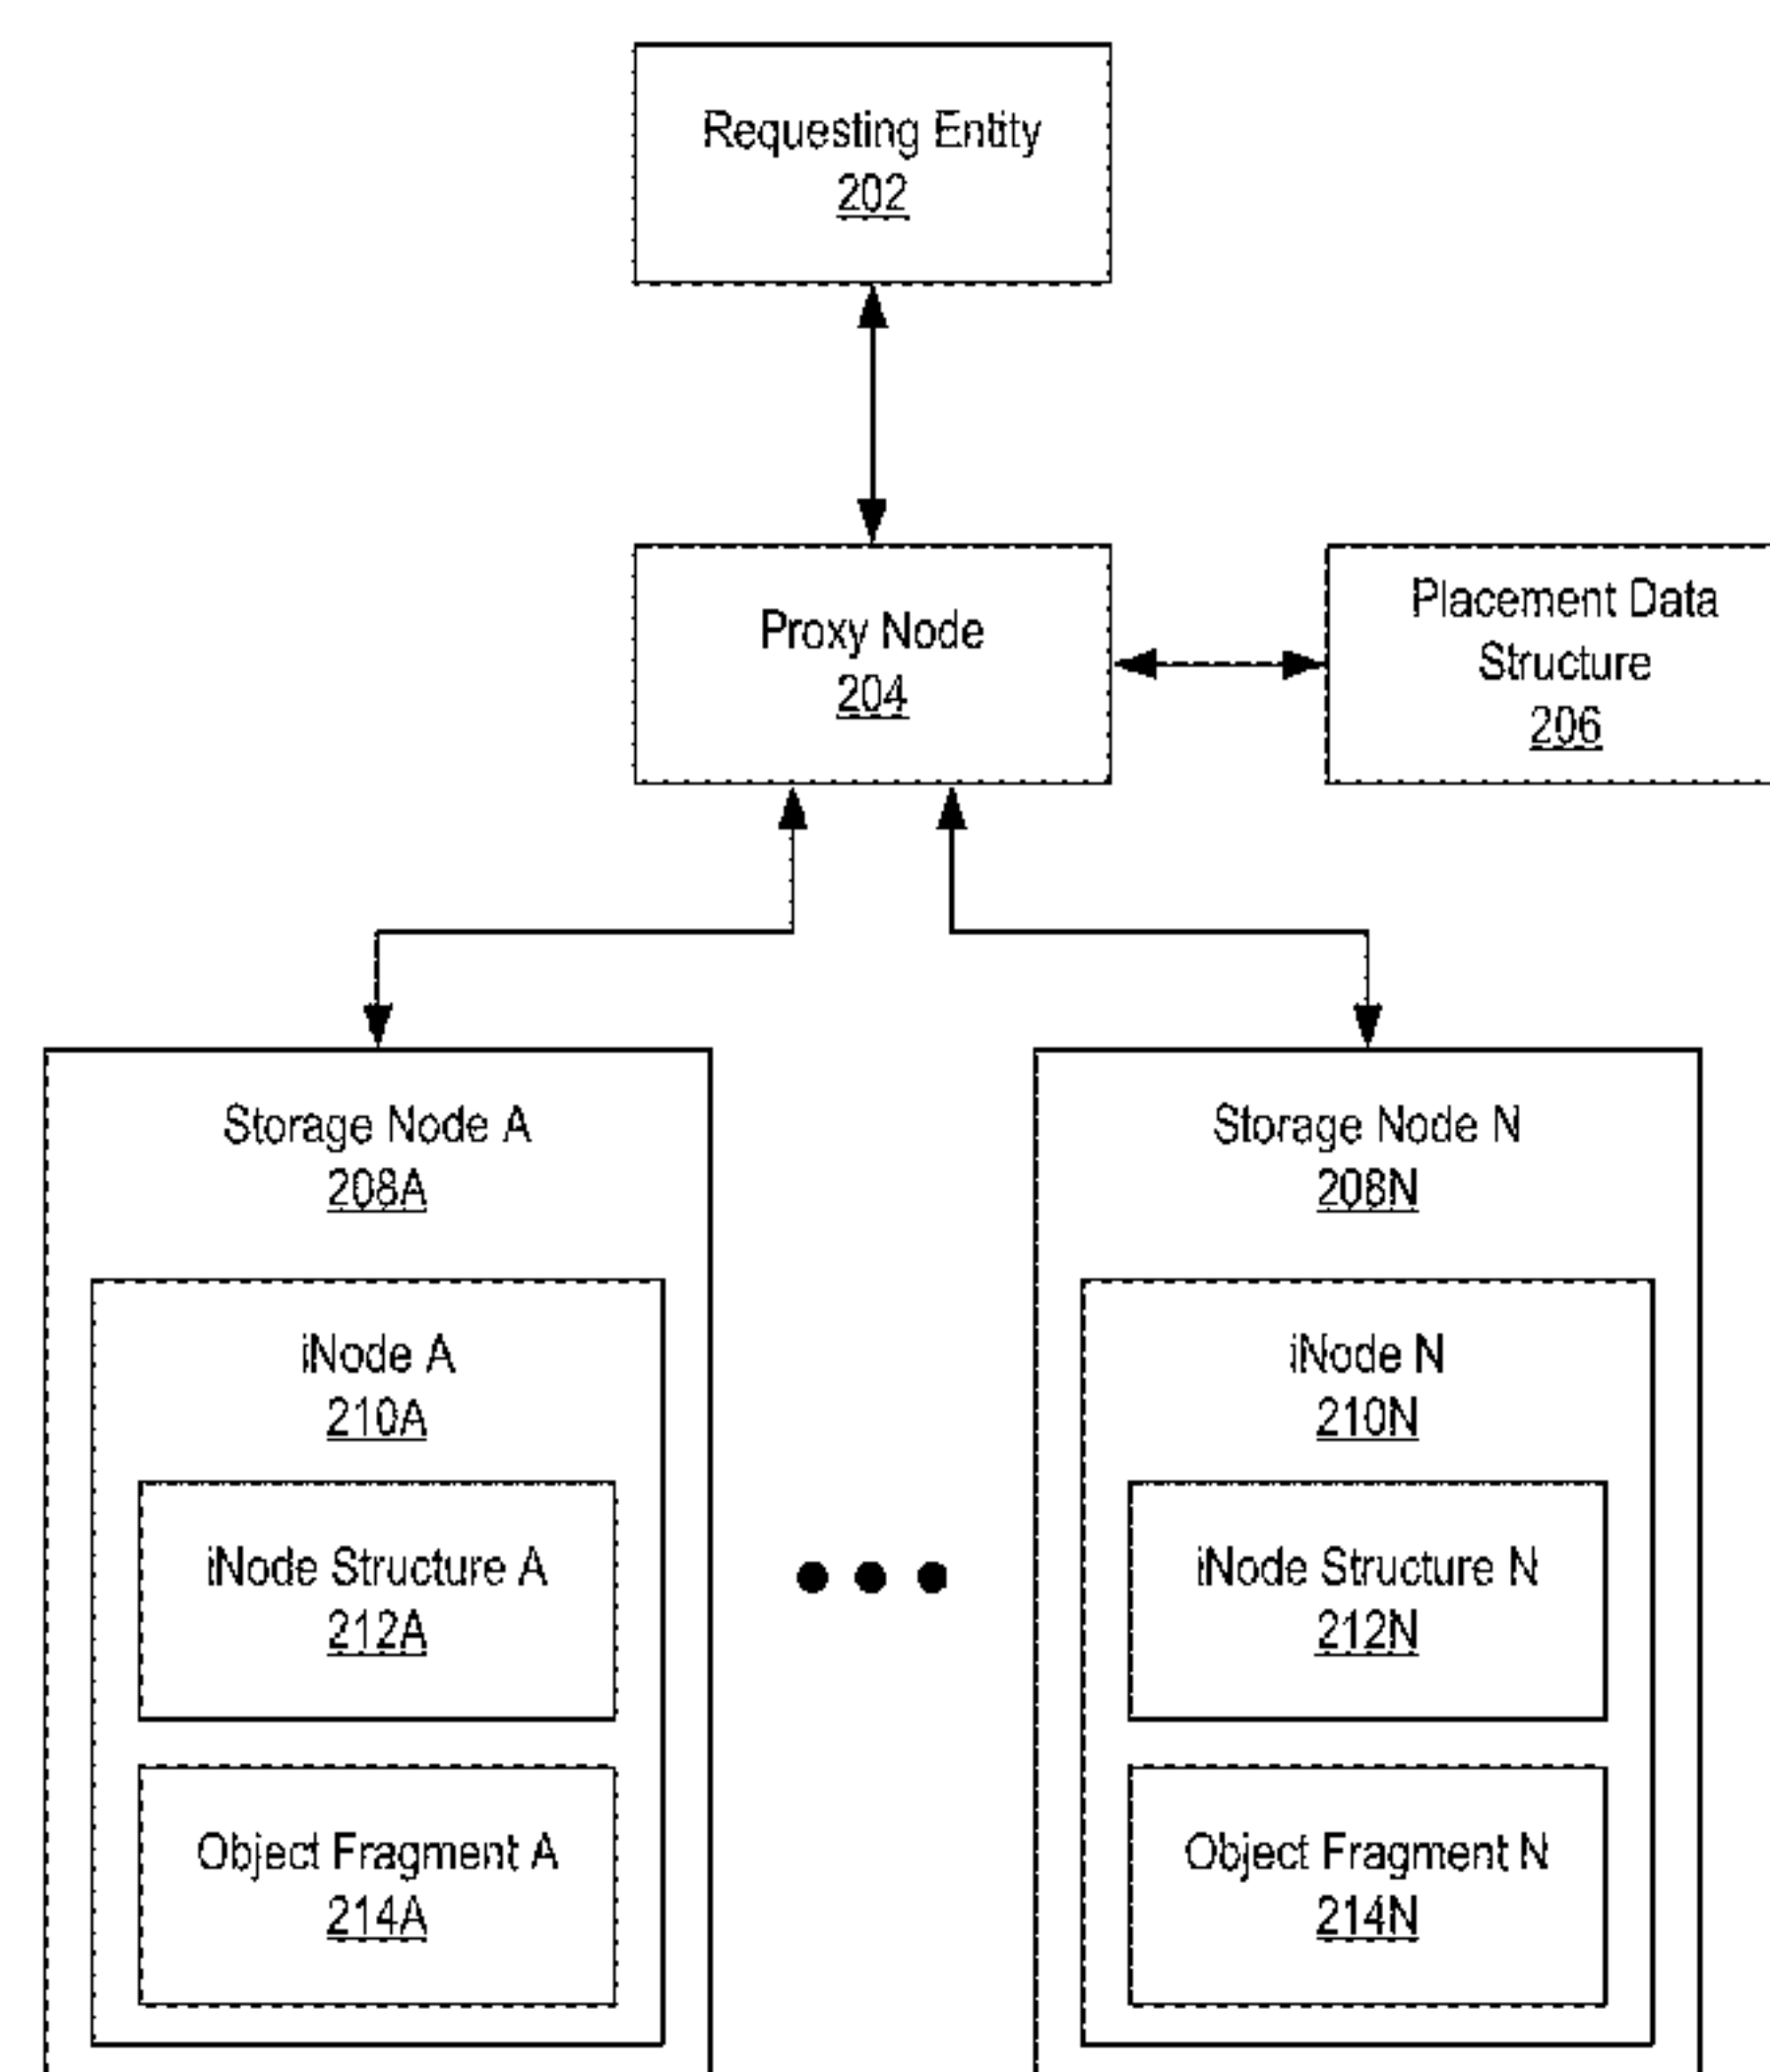 Requesting Entity
202
Proxy Node
204
Placement Data
Structure
206
Storage Node A
208A
iNode A
210A
iNode Structure A
212A
Object Fragment A
214A
Storage Node N
208N
iNode N
210N
iNode Structure N
212N
Object Fragment N
214N